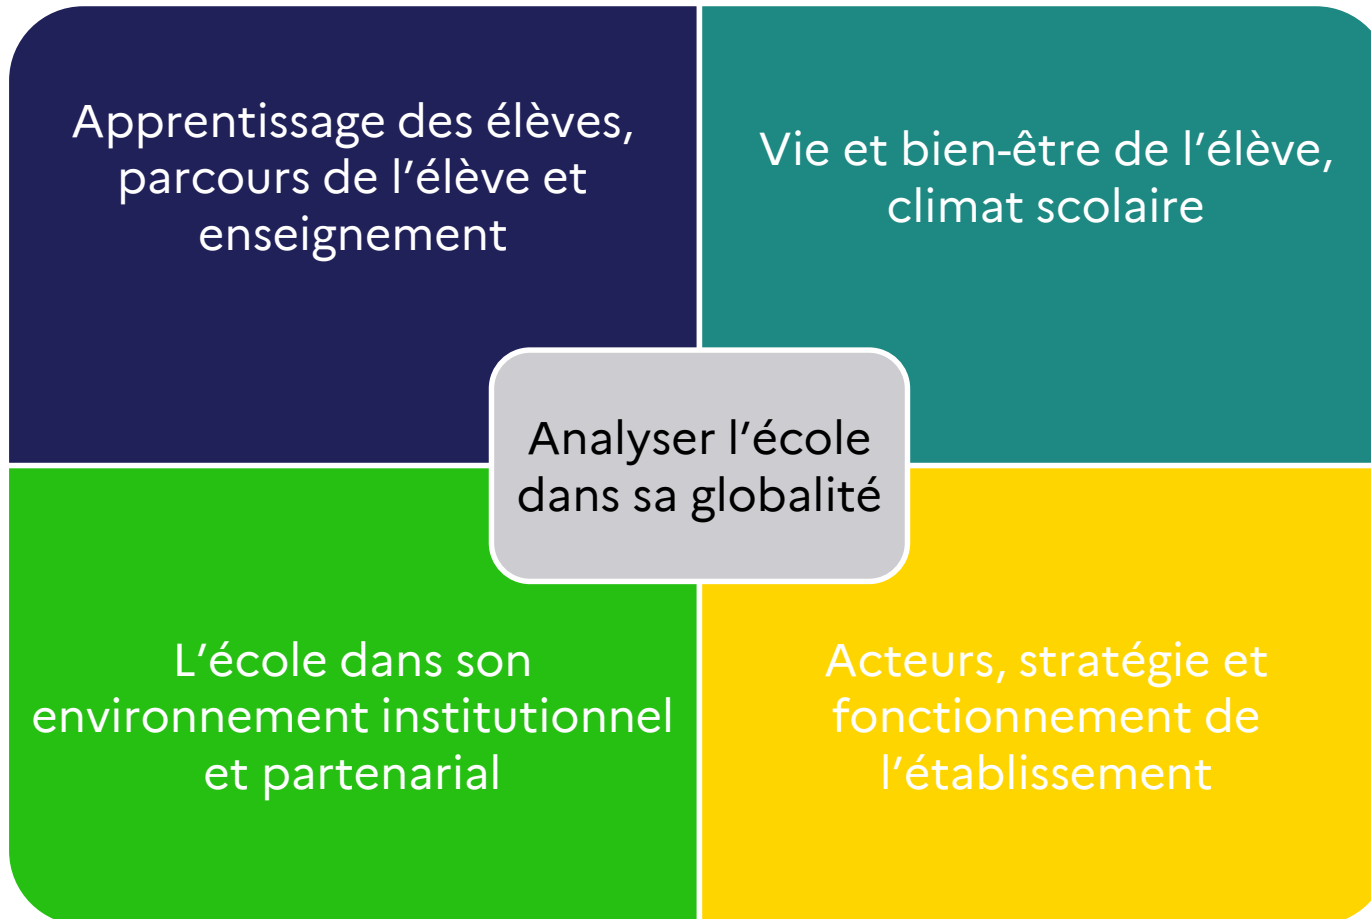 Apprentissage des élèves,
parcours de l’élève et
enseignement
Vie et bien-être de l’élève,
climat scolaire
Analyser l’école
dans sa globalité
L’école dans son
environnement institutionnel
et partenarial
Acteurs, stratégie et
fonctionnement de
l’établissement